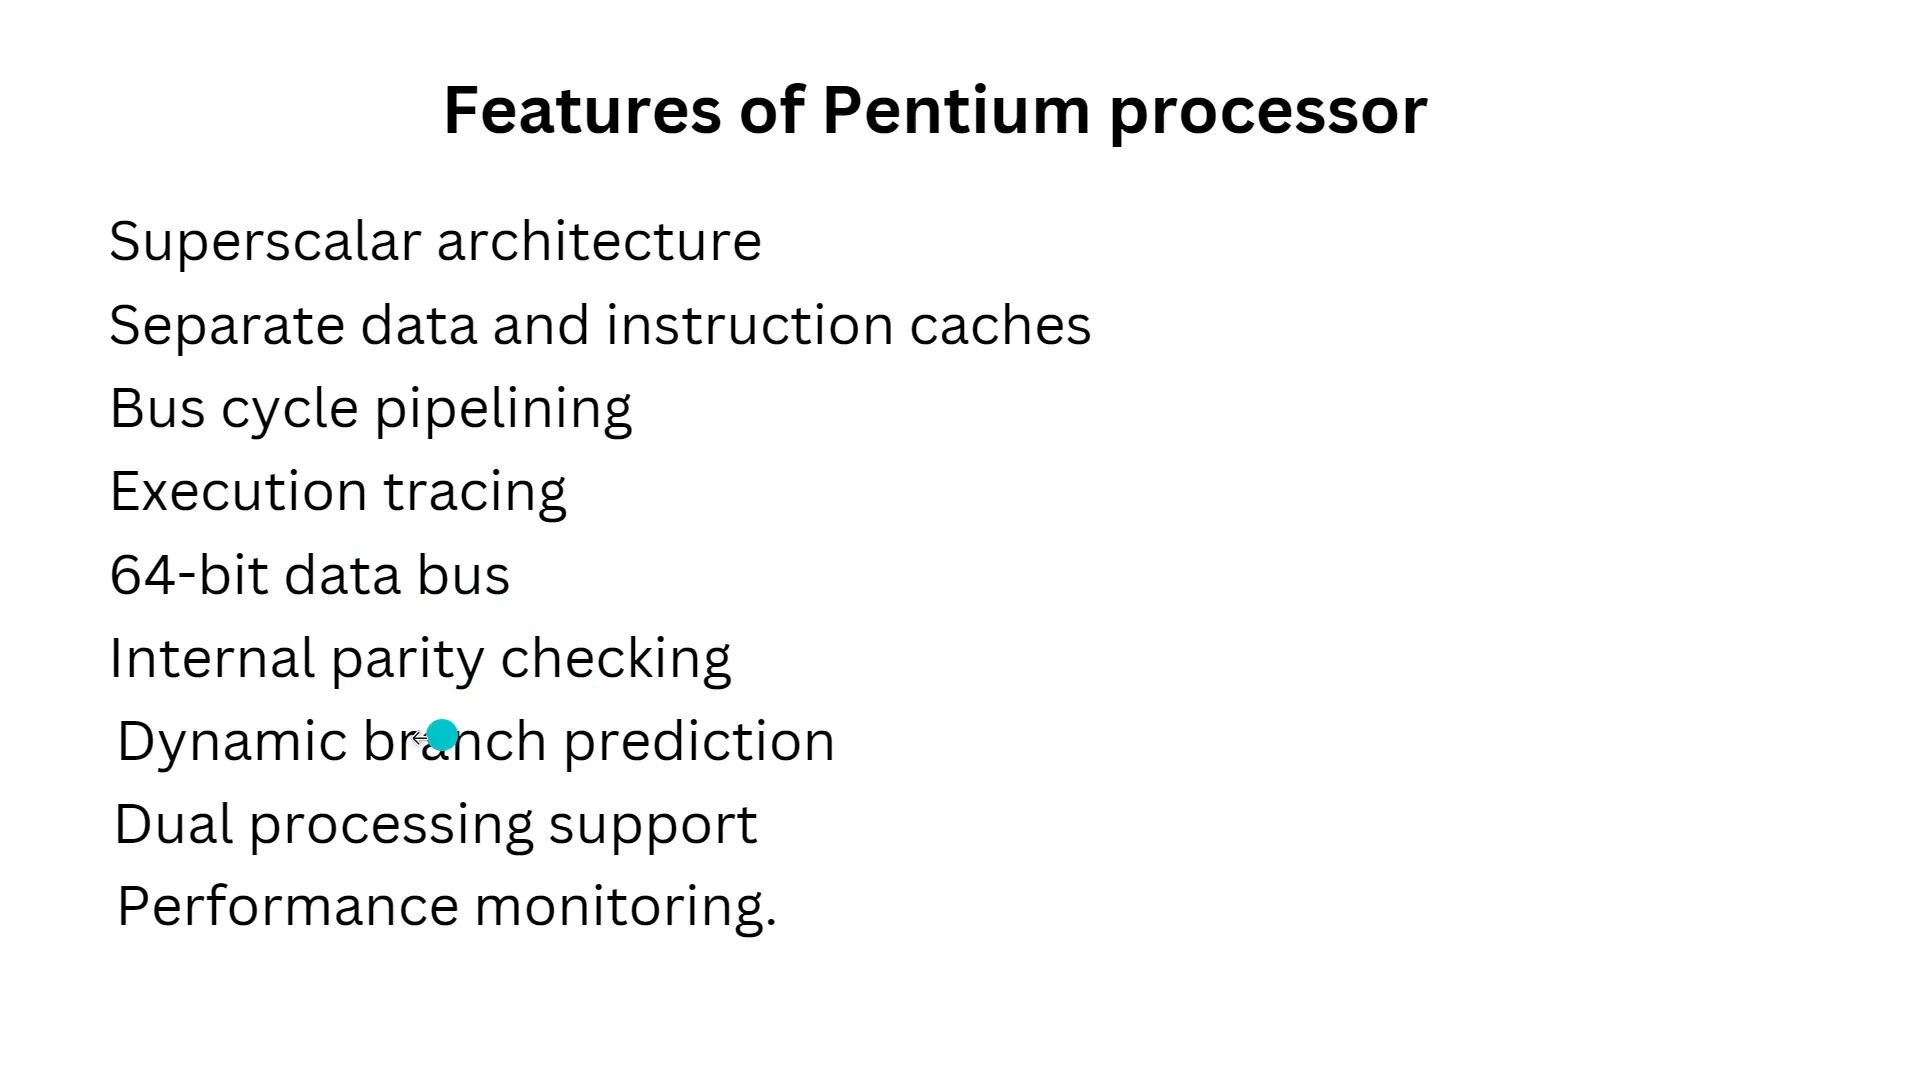 Features of Pentium processor
Superscalar architecture
Separate data and instruction caches
Bus cycle pipelining
Execution tracing
64-bit data bus
Internal parity checking
Dynamic branch prediction
Dual processing support
Performance monitoring.